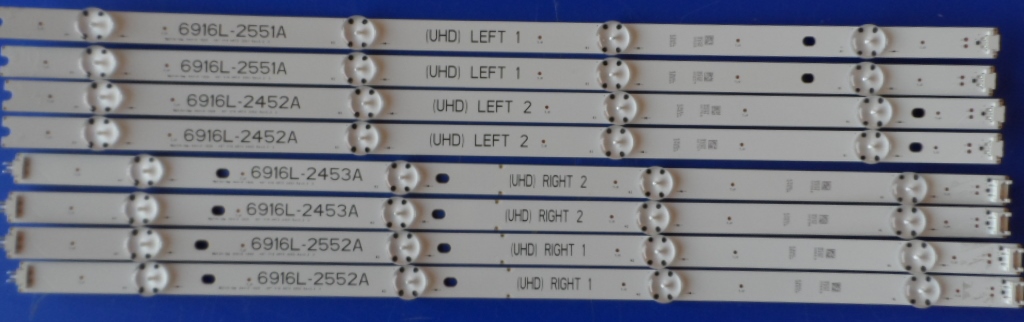 6916L-2551A (UHD) LEFT 1
6916L-2551A (UHD) LEFT 1
6916L-2452A (UHD) LEFT 2
6916L-2452A (UHD) LEFT 2
6916L-2453A (UHD) RIGHT 2
6916L-2453A (UHD) RIGHT 2
6916L-2552A (UHD) RIGHT 1
6916L-2552A (UHD) RIGHT 1